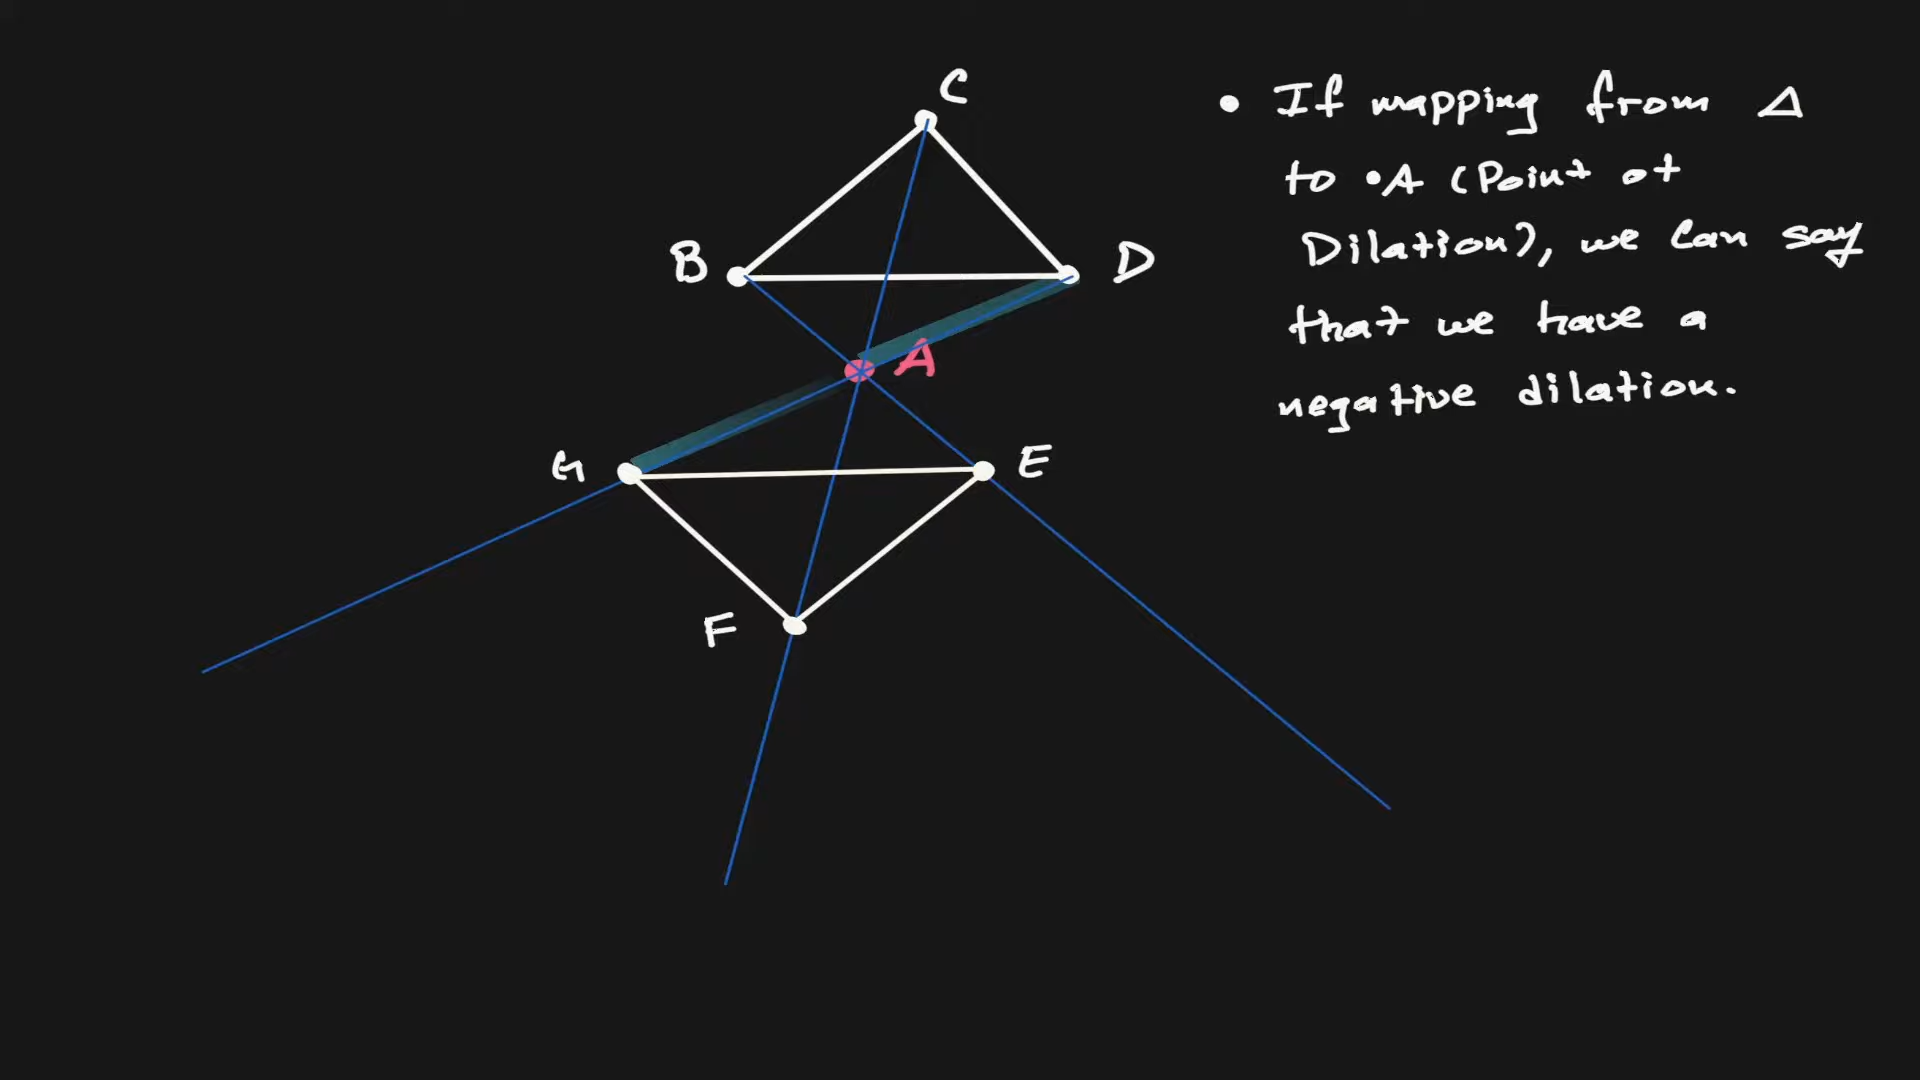 C
• If mapping from △
to •A (Point of
B
D
Dilation), we can say
that we have a
A
negative dilation.
G
E
F